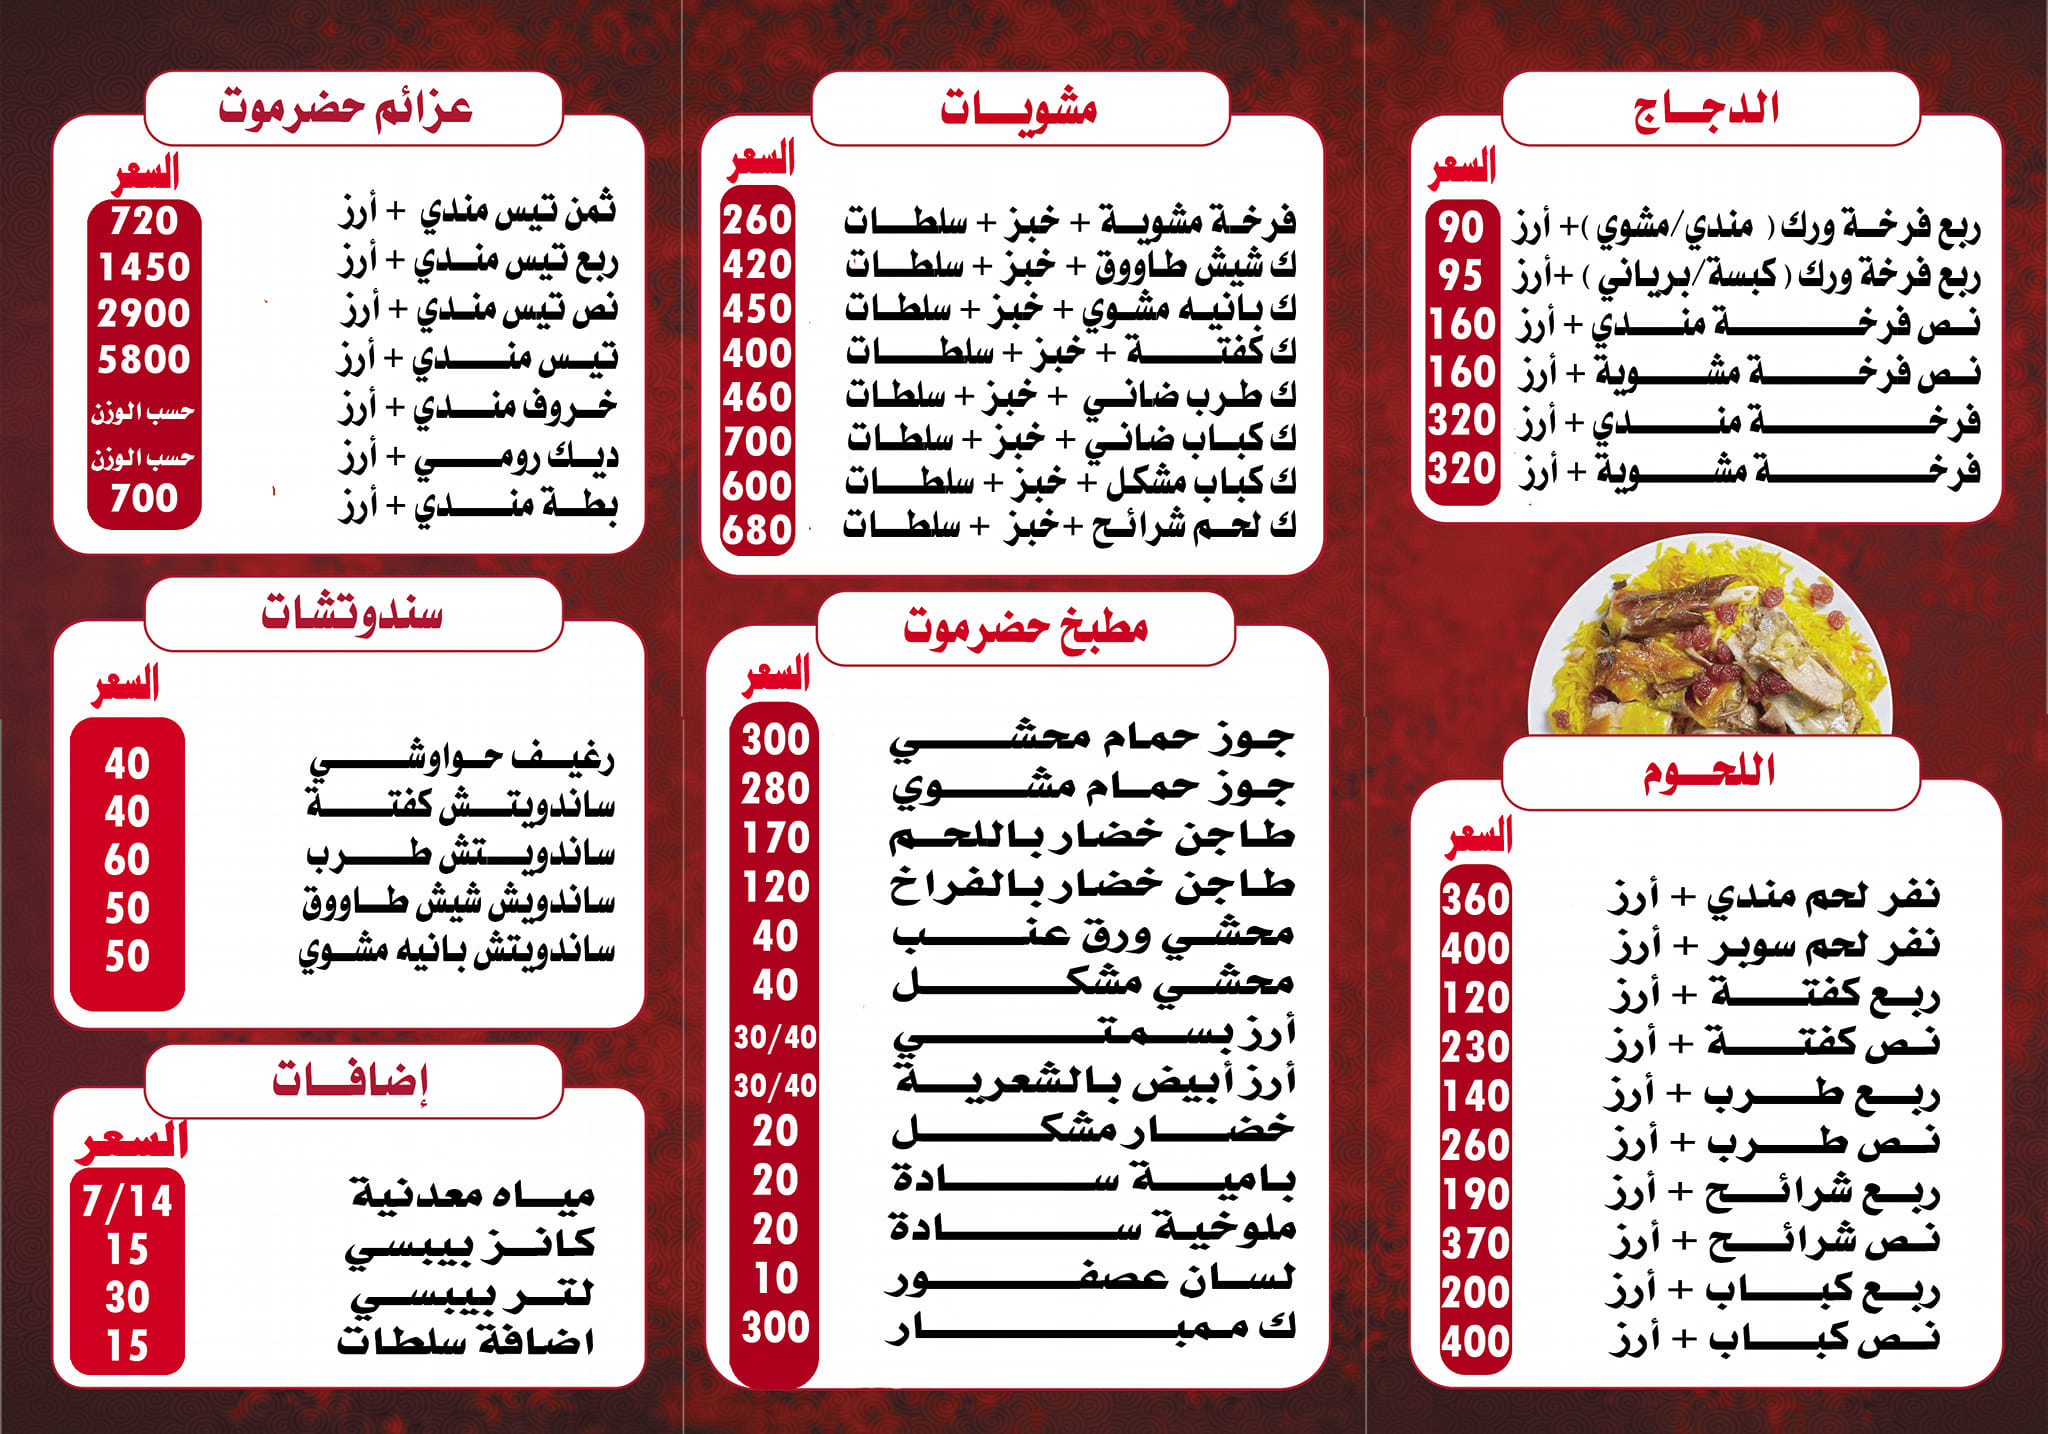 الدجاج
السعر
ربع فرخة ورك ( مندي/مشوي )+ أرز 90
ربع فرخة ورك ( كبسة/برياني ) +أرز 95
نص فرخة مندي + أرز 160
نص فرخة مشوية + أرز 160
فرخة مندي + أرز 320
فرخة مشوية + أرز 320
اللحوم
السعر
نفر لحم مندي + أرز 360
نفر لحم سوبر + أرز 400
ربع كفتة + أرز 120
نص كفتة + أرز 230
ربع طرب + أرز 140
نص طرب + أرز 260
ربع شرائح + أرز 190
نص شرائح + أرز 370
ربع كباب + أرز 200
نص كباب + أرز 400
مشويات
السعر
فرخة مشوية + خبز + سلطات 260
ك شيش طاووق + خبز + سلطات 420
ك بانيه مشوي + خبز + سلطات 450
ك كفتة + خبز + سلطات 400
ك طرب ضاني + خبز + سلطات 460
ك كباب ضاني + خبز + سلطات 700
ك كباب مشكل + خبز + سلطات 600
ك لحم شرائح +خبز + سلطات 680
مطبخ حضرموت
السعر
جوز حمام محشي 300
جوز حمام مشوي 280
طاجن خضار باللحم 170
طاجن خضار بالفراخ 120
محشي ورق عنب 40
محشي مشكل 40
أرز بسمتي 30/40
أرز أبيض بالشعرية 30/40
خضار مشكل 20
بامية سادة 20
ملوخية سادة 20
لسان عصفور 10
ك ممبار 300
عزائم حضرموت
السعر
ثمن تيس مندي + أرز 720
ربع تيس مندي + أرز 1450
نص تيس مندي + أرز 2900
تيس مندي + أرز 5800
خروف مندي + أرز حسب الوزن
ديك رومي + أرز حسب الوزن
بطة مندي + أرز 700
سندوتشات
السعر
رغيف حواوشي 40
ساندويتش كفتة 40
ساندويتش طرب 60
ساندويش شيش طاووق 50
ساندويتش بانيه مشوي 50
إضافات
السعر
مياه معدنية 7/14
كانز بيبسي 15
لتر بيبسي 30
اضافة سلطات 15